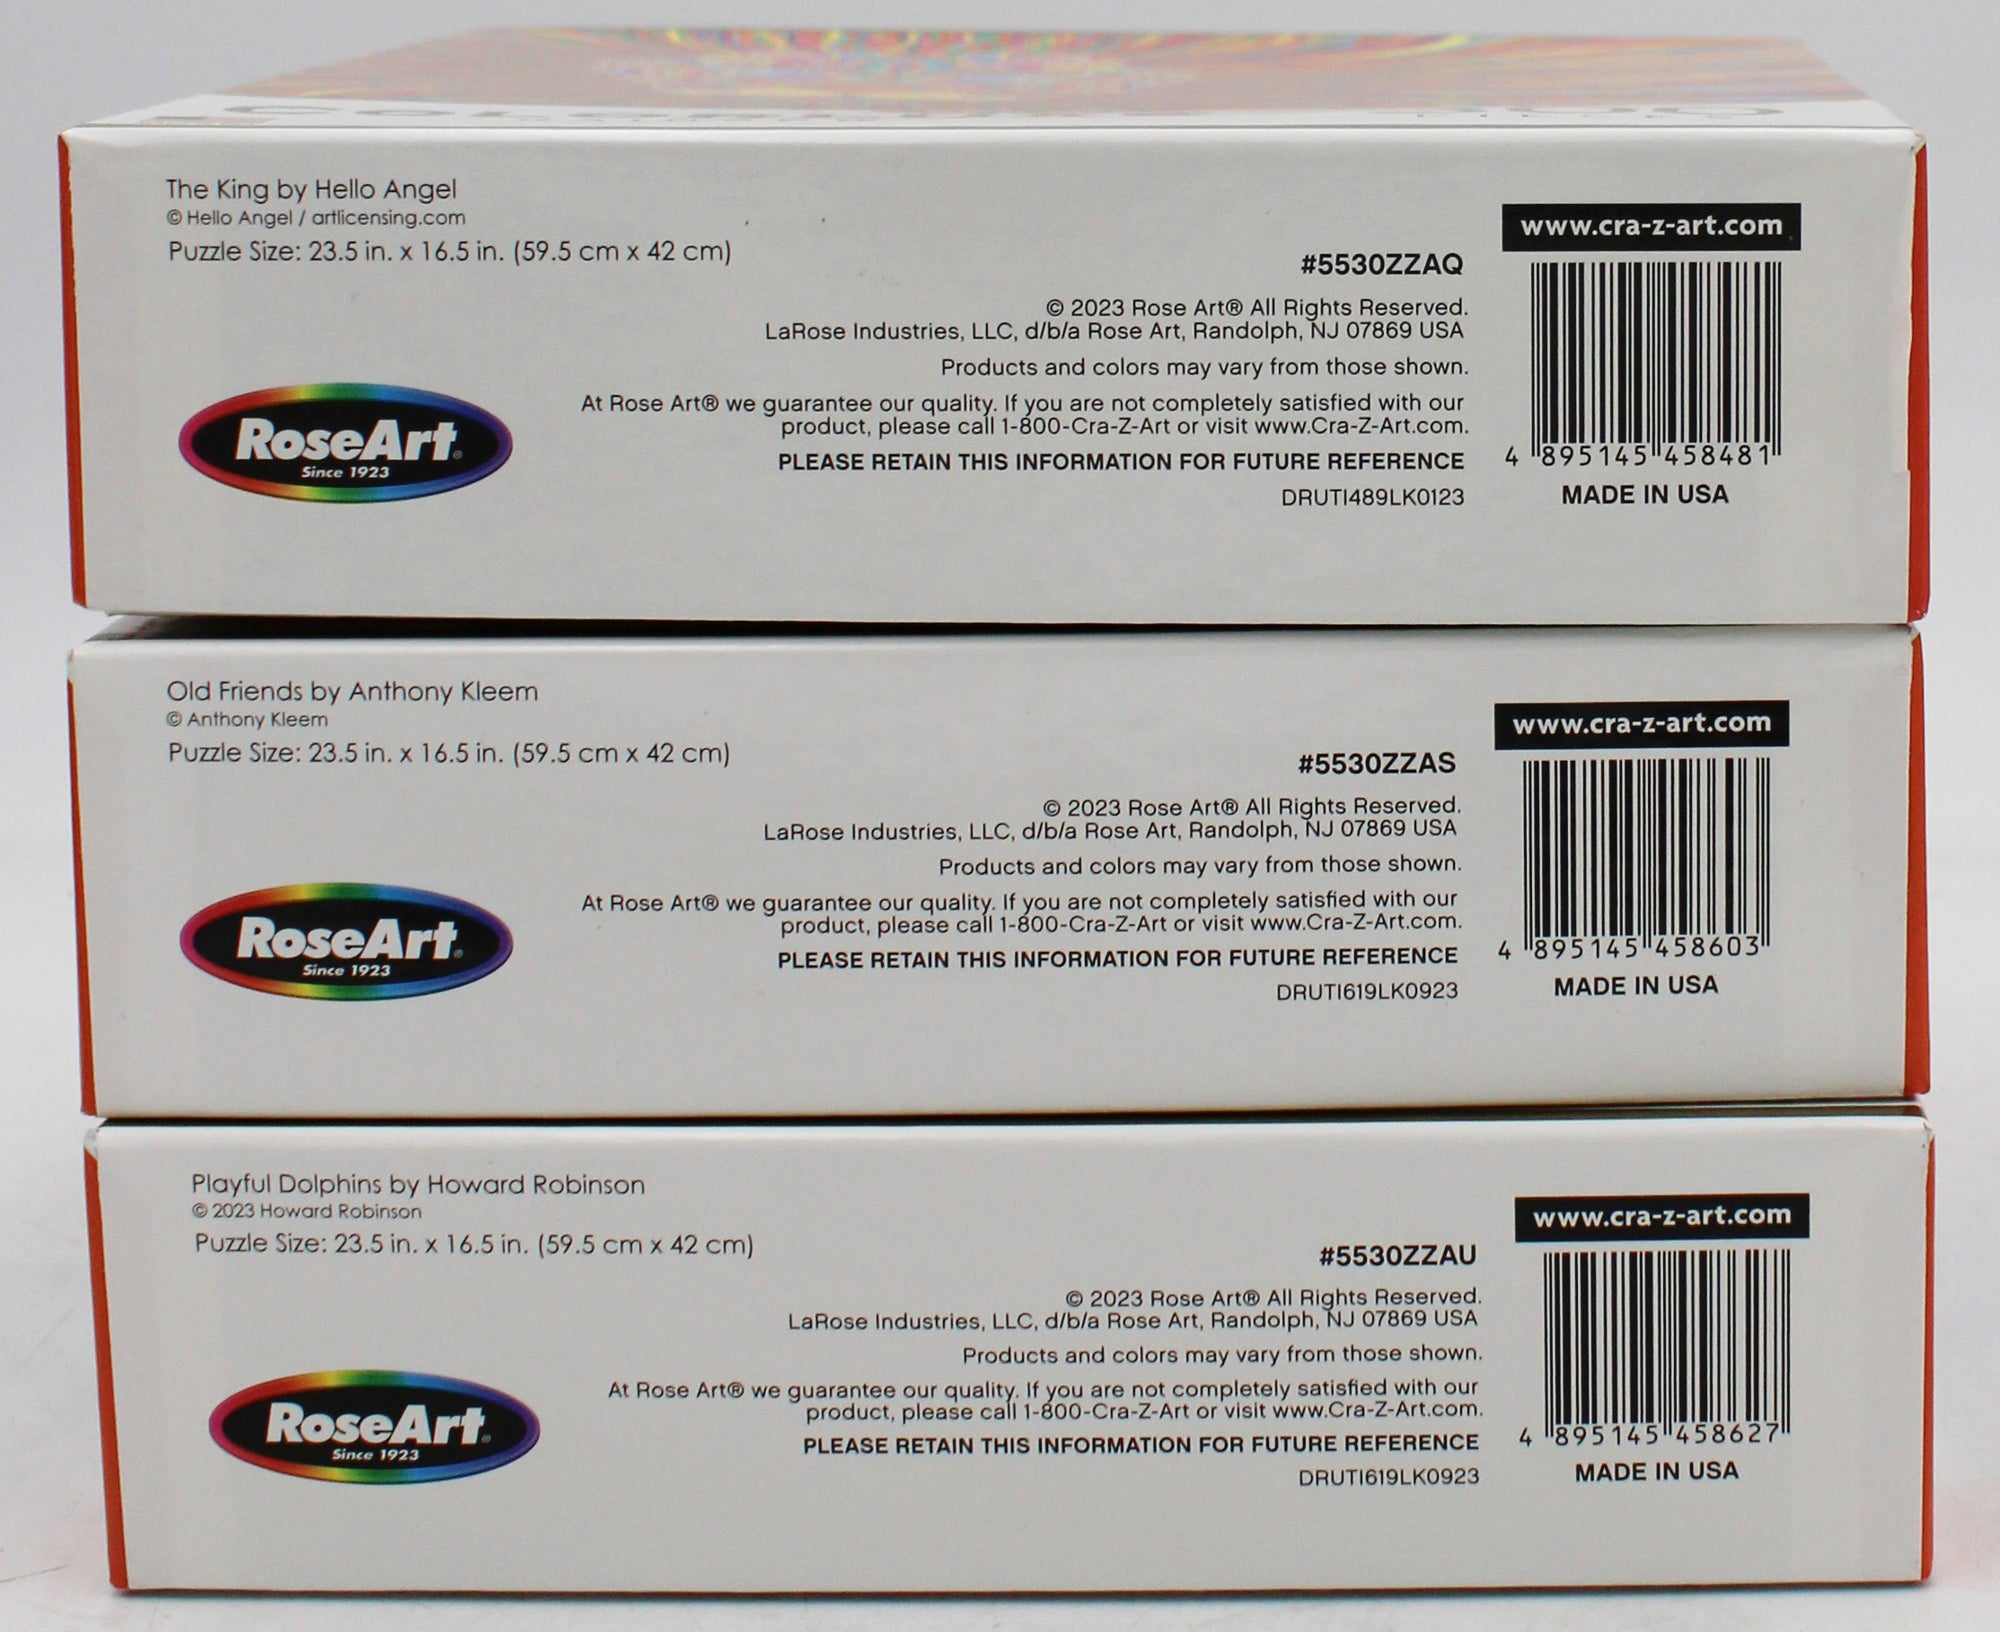 The King by Hello Angel
© Hello Angel / artlicensing.com
Puzzle Size: 23.5 in. x 16.5 in. (59.5 cm x 42 cm)
www.cra-z-art.com
#5530ZZAQ
© 2023 Rose Art® All Rights Reserved.
LaRose Industries, LLC, d/b/a Rose Art, Randolph, NJ 07869 USA
Products and colors may vary from those shown.
At Rose Art® we guarantee our quality. If you are not completely satisfied with our
product, please call 1-800-Cra-Z-Art or visit www.Cra-Z-Art.com.
PLEASE RETAIN THIS INFORMATION FOR FUTURE REFERENCE
DRUTI489LK0123
RoseArt®
Since 1923
4 895145 458481
MADE IN USA
Old Friends by Anthony Kleem
© Anthony Kleem
Puzzle Size: 23.5 in. x 16.5 in. (59.5 cm x 42 cm)
www.cra-z-art.com
#5530ZZAS
© 2023 Rose Art® All Rights Reserved.
LaRose Industries, LLC, d/b/a Rose Art, Randolph, NJ 07869 USA
Products and colors may vary from those shown.
At Rose Art® we guarantee our quality. If you are not completely satisfied with our
product, please call 1-800-Cra-Z-Art or visit www.Cra-Z-Art.com.
PLEASE RETAIN THIS INFORMATION FOR FUTURE REFERENCE
DRUTI619LK0923
RoseArt®
Since 1923
4 895145 458603
MADE IN USA
Playful Dolphins by Howard Robinson
© 2023 Howard Robinson
Puzzle Size: 23.5 in. x 16.5 in. (59.5 cm x 42 cm)
www.cra-z-art.com
#5530ZZAU
© 2023 Rose Art® All Rights Reserved.
LaRose Industries, LLC, d/b/a Rose Art, Randolph, NJ 07869 USA
Products and colors may vary from those shown.
At Rose Art® we guarantee our quality. If you are not completely satisfied with our
product, please call 1-800-Cra-Z-Art or visit www.Cra-Z-Art.com.
PLEASE RETAIN THIS INFORMATION FOR FUTURE REFERENCE
DRUTI619LK0923
RoseArt®
Since 1923
4 895145 458627
MADE IN USA